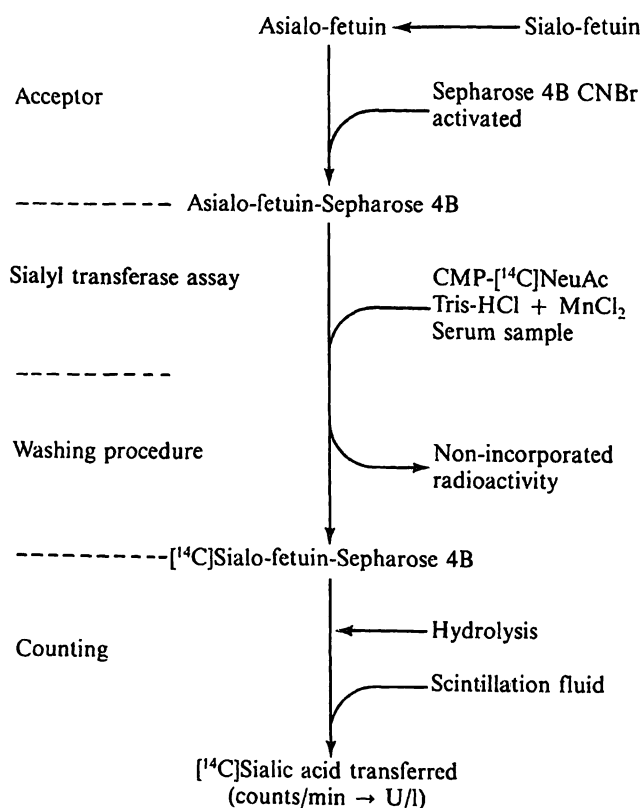 Asialo-fetuin Sialo-fetuin
Acceptor
Sepharose 4B CNBr
activated
Asialo-fetuin-Sepharose 4B
Sialyl transferase assay
CMP-[¹⁴C]NeuAc
Tris-HCl + MnCl₂
Serum sample
Washing procedure
Non-incorporated
radioactivity
[¹⁴C]Sialo-fetuin-Sepharose 4B
Hydrolysis
Counting
Scintillation fluid
[¹⁴C]Sialic acid transferred
(counts/min → U/l)